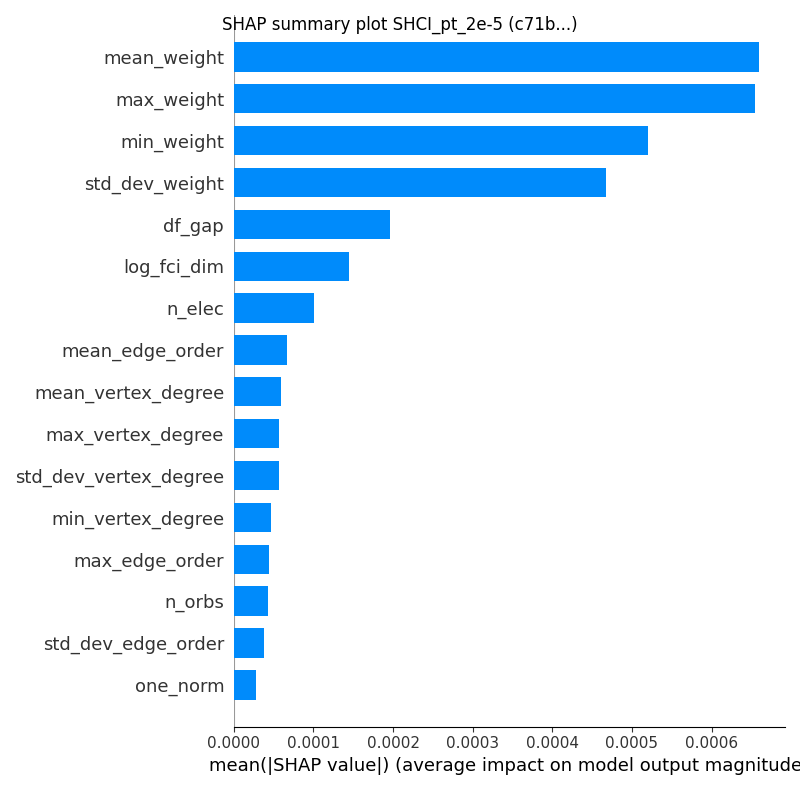 SHAP summary plot SHCI_pt_2e-5 (c71b...)
mean_weight
max_weight
min_weight
std_dev_weight
df_gap
log_fci_dim
n_elec
mean_edge_order
mean_vertex_degree
max_vertex_degree
std_dev_vertex_degree
min_vertex_degree
max_edge_order
n_orbs
std_dev_edge_order
one_norm
0.0000 0.0001 0.0002 0.0003 0.0004 0.0005 0.0006
mean(|SHAP value|) (average impact on model output magnitude